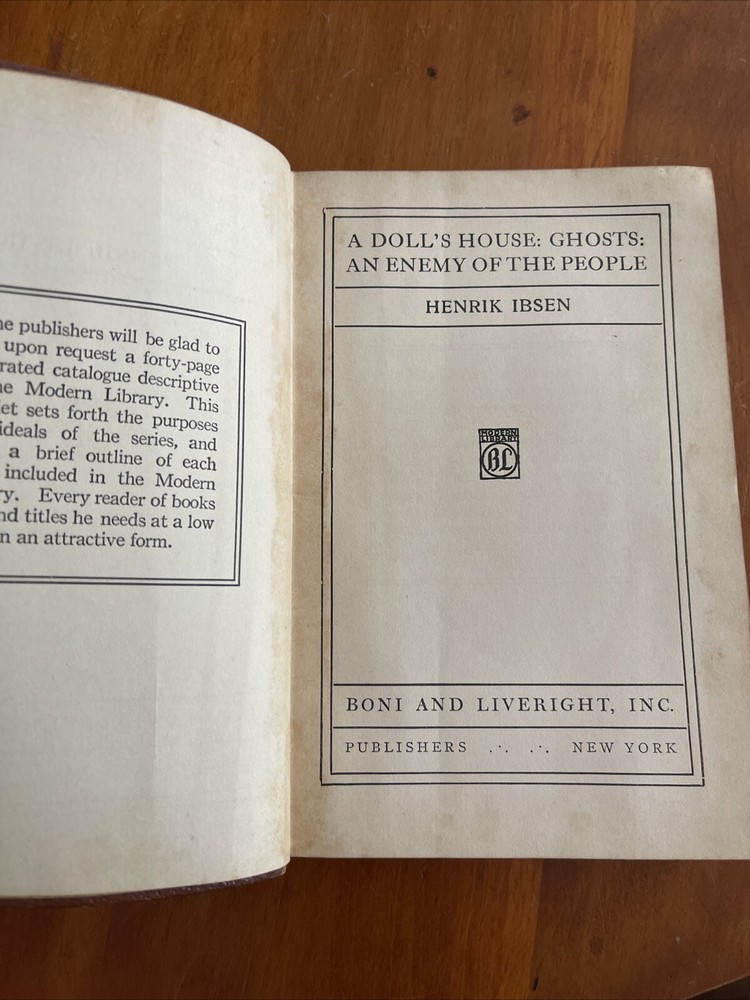 e publishers will be glad to
upon request a forty-page
rated catalogue descriptive
e Modern Library. This
et sets forth the purposes
ideals of the series, and
a brief outline of each
included in the Modern
ry. Every reader of books
nd titles he needs at a low
n an attractive form.
A DOLL'S HOUSE: GHOSTS:
AN ENEMY OF THE PEOPLE
HENRIK IBSEN
MODERN
LIBRARY
BL
BONI AND LIVERIGHT, INC.
PUBLISHERS .·. .·. NEW YORK